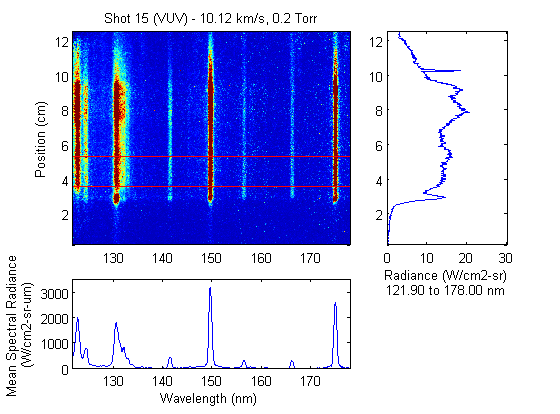 Shot 15 (VUV) - 10.12 km/s, 0.2 Torr
Position (cm)
12
10
8
6
4
2
130 140 150 160 170
12
10
8
6
4
2
0 10 20 30
Radiance (W/cm2-sr)
121.90 to 178.00 nm
Mean Spectral Radiance
(W/cm2-sr-um)
3000
2000
1000
0
130 140 150 160 170
Wavelength (nm)